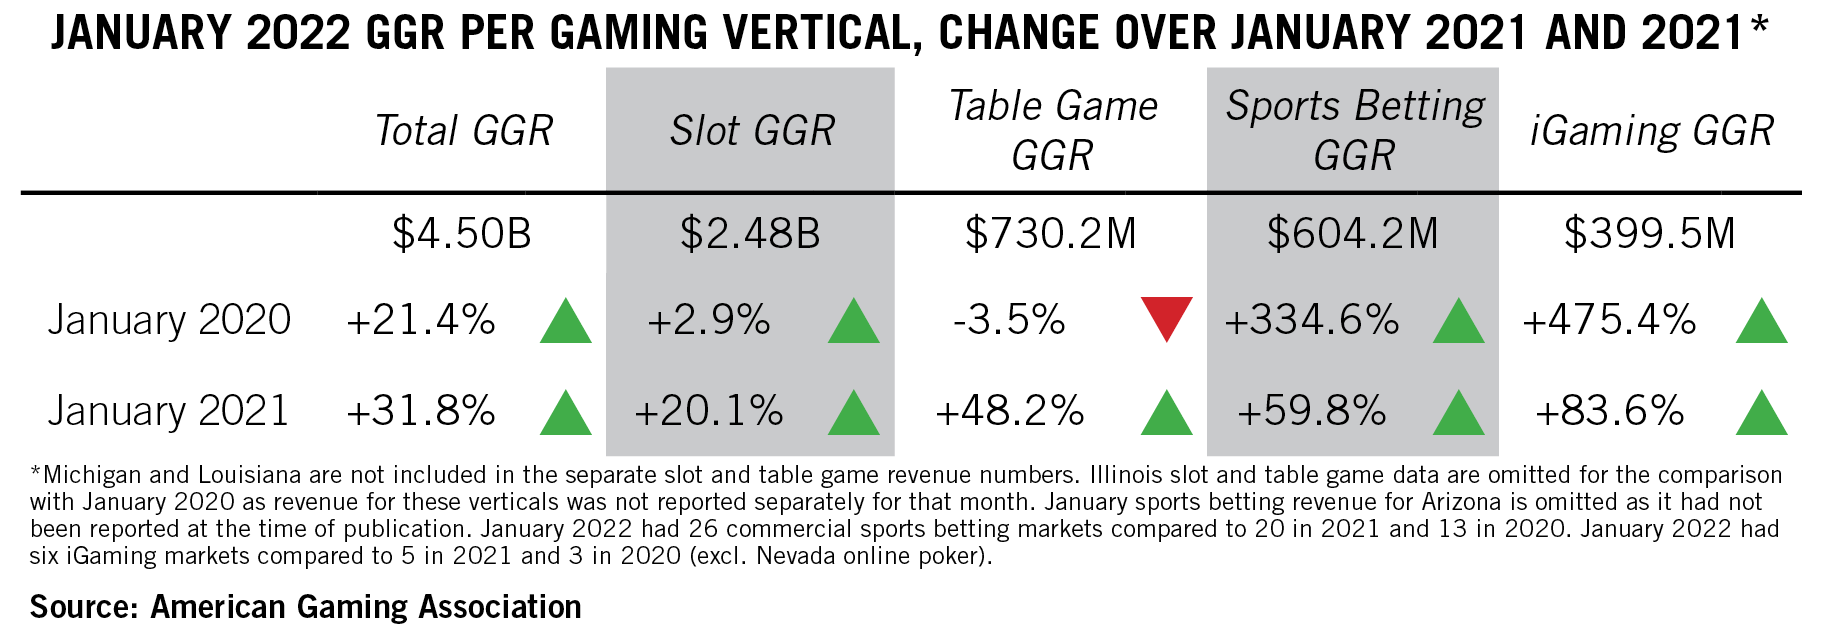 JANUARY 2022 GGR PER GAMING VERTICAL, CHANGE OVER JANUARY 2021 AND 2021*
Total GGR Slot GGR Table Game GGR Sports Betting GGR iGaming GGR
$4.50B $2.48B $730.2M $604.2M $399.5M
January 2020 +21.4% +2.9% -3.5% +334.6% +475.4%
January 2021 +31.8% +20.1% +48.2% +59.8% +83.6%
*Michigan and Louisiana are not included in the separate slot and table game revenue numbers. Illinois slot and table game data are omitted for the comparison
with January 2020 as revenue for these verticals was not reported separately for that month. January sports betting revenue for Arizona is omitted as it had not
been reported at the time of publication. January 2022 had 26 commercial sports betting markets compared to 20 in 2021 and 13 in 2020. January 2022 had
six iGaming markets compared to 5 in 2021 and 3 in 2020 (excl. Nevada online poker).
Source: American Gaming Association